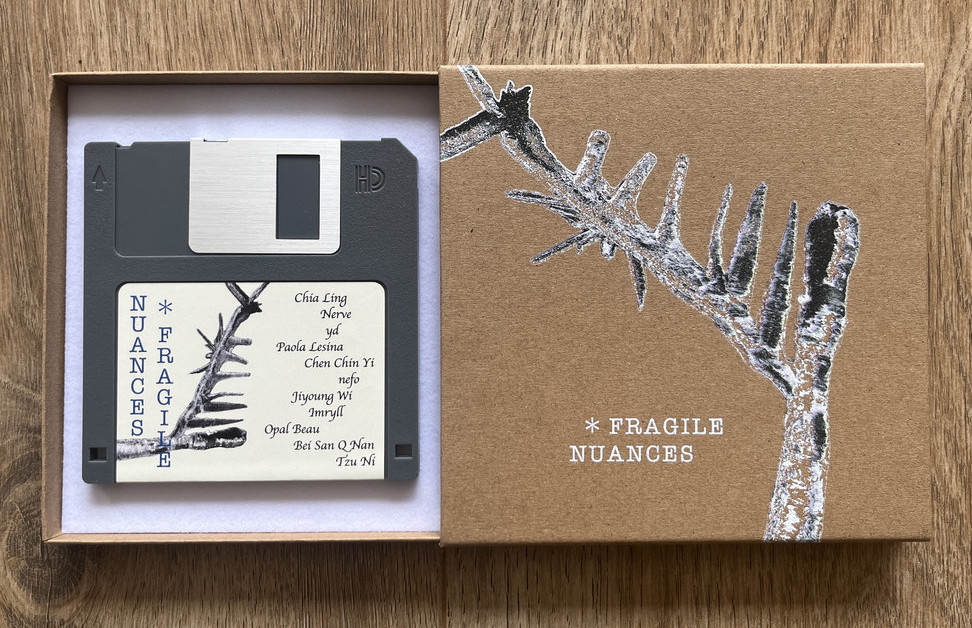 HD
NUANCES
* FRAGILE
Chia Ling
Nerve
yd
Paola Lesina
Chen Chin Yi
nefo
Jiyoung Wi
Imryll
Opal Beau
Bei San Q Nan
Tzu Ni
* FRAGILE
NUANCES